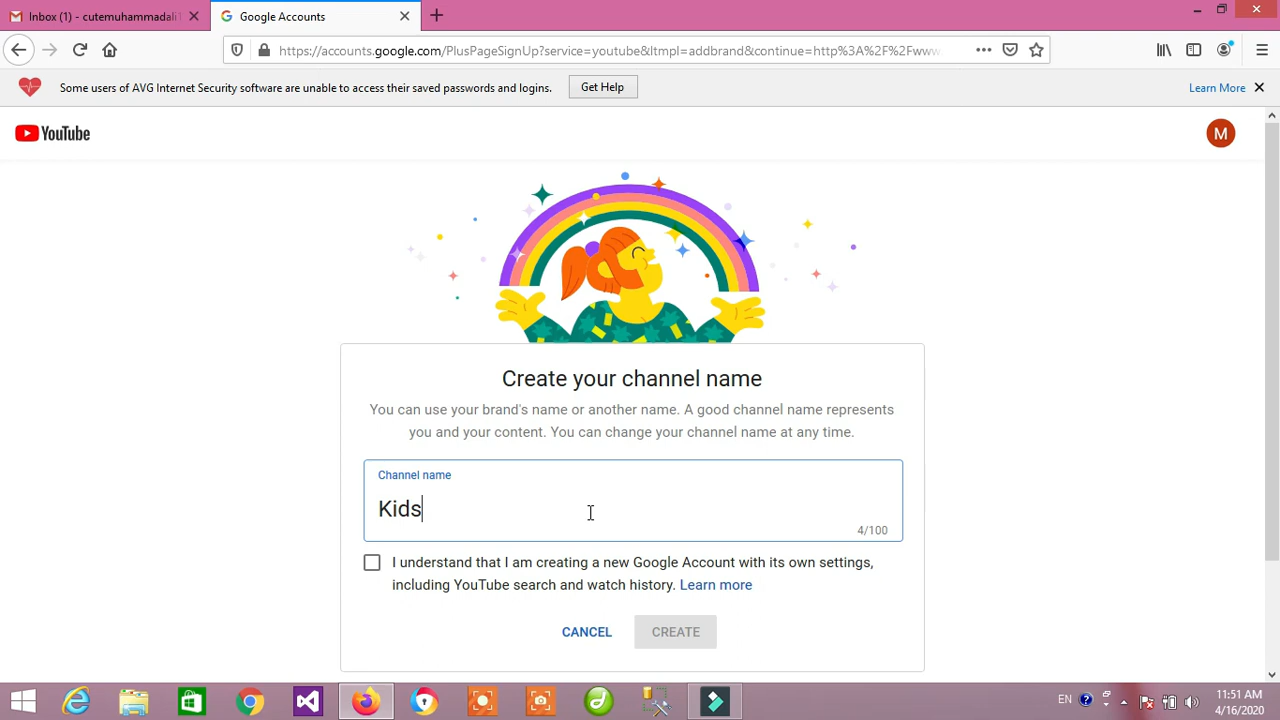 Inbox (1) - cutemuhammadali1
Google Accounts
https://accounts.google.com/PlusPageSignUp?service=youtube&ltmpl=addbrand&continue=http%3A%2F%2Fwww
Some users of AVG Internet Security software are unable to access their saved passwords and logins.
Get Help
Learn More
YouTube
M
Create your channel name
You can use your brand's name or another name. A good channel name represents
you and your content. You can change your channel name at any time.
Channel name
Kids
4/100
I understand that I am creating a new Google Account with its own settings,
including YouTube search and watch history. Learn more
CANCEL
CREATE
EN
11:51 AM
4/16/2020